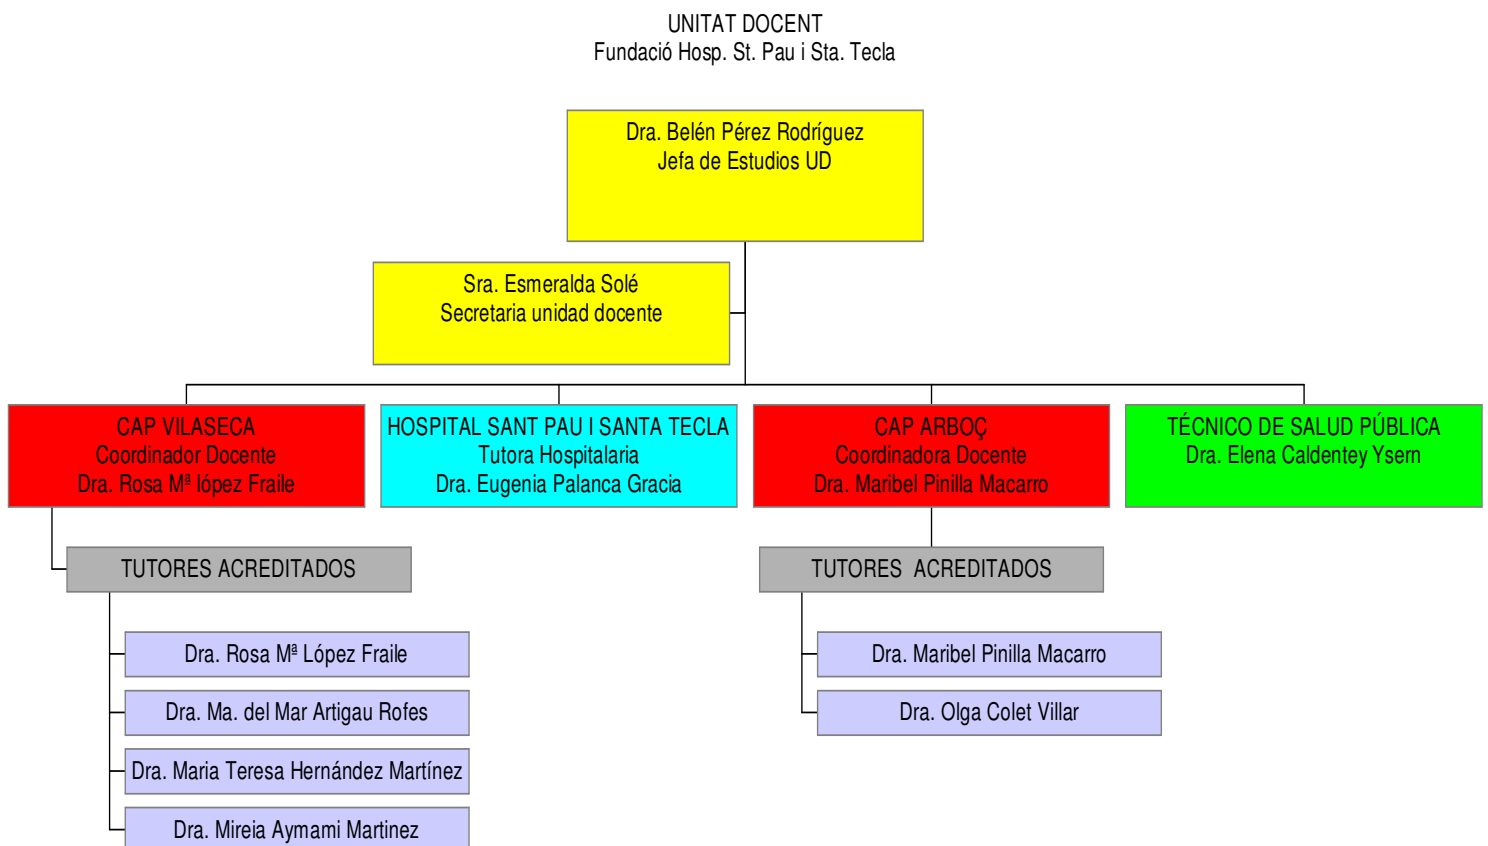 UNITAT DOCENT
Fundació Hosp. St. Pau i Sta. Tecla
Dra. Belén Pérez Rodríguez
Jefa de Estudios UD
Sra. Esmeralda Solé
Secretaria unidad docente
CAP VILASECA
Coordinador Docente
Dra. Rosa Mª lópez Fraile
HOSPITAL SANT PAU I SANTA TECLA
Tutora Hospitalaria
Dra. Eugenia Palanca Gracia
CAP ARBOÇ
Coordinadora Docente
Dra. Maribel Pinilla Macarro
TÉCNICO DE SALUD PÚBLICA
Dra. Elena Caldentey Ysern
TUTORES ACREDITADOS
Dra. Rosa Mª López Fraile
Dra. Ma. del Mar Artigau Rofes
Dra. Maria Teresa Hernández Martínez
Dra. Mireia Aymami Martinez
TUTORES ACREDITADOS
Dra. Maribel Pinilla Macarro
Dra. Olga Colet Villar